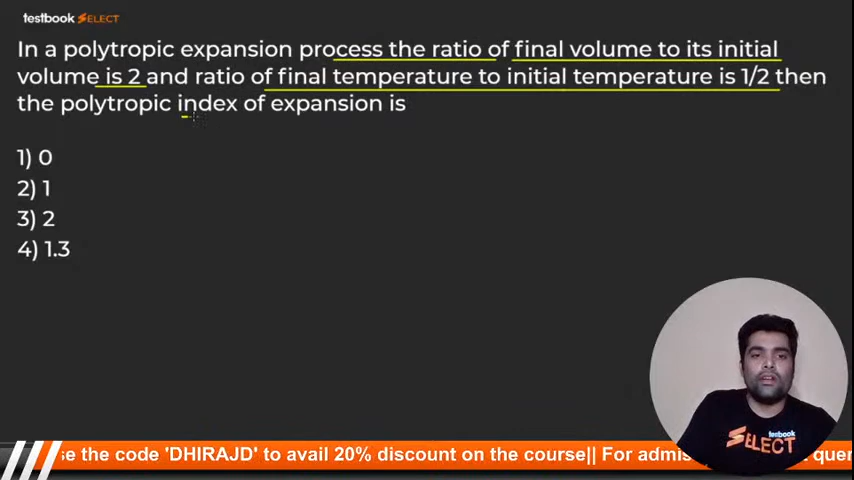 testbook SELECT
In a polytropic expansion process the ratio of final volume to its initial
volume is 2 and ratio of final temperature to initial temperature is 1/2 then
the polytropic index of expansion is
1) 0
2) 1
3) 2
4) 1.3
testbook
SELECT
the code 'DHIRAJD' to avail 20% discount on the course|| For